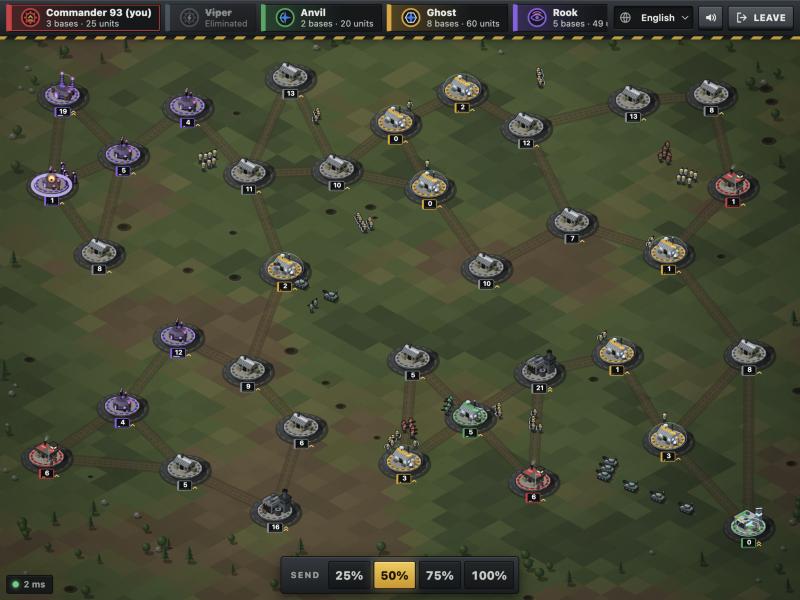 Commander 93 (you)
3 bases · 25 units
Viper
Eliminated
Anvil
2 bases · 20 units
Ghost
8 bases · 60 units
Rook
5 bases · 49
English
LEAVE
13
19
4
2
0
12
13
8
5
11
10
1
0
1
7
8
1
10
2
12
9
5
21
1
8
4
5
6
3
6
5
3
6
16
0
SEND
25%
50%
75%
100%
2 ms